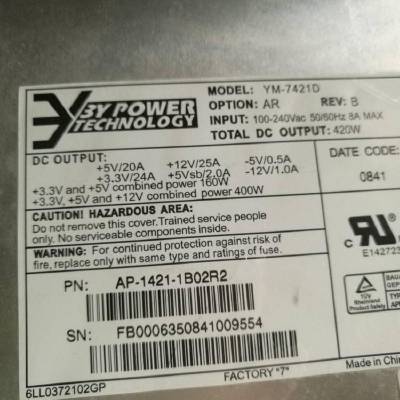 3Y POWER
TECHNOLOGY
MODEL: YM-7421D
OPTION: AR REV: B
INPUT: 100-240Vac 50/60Hz 8A MAX
TOTAL DC OUTPUT: 420W
DC OUTPUT:
+5V/20A +12V/25A -5V/0.5A
+3.3V/24A +5Vsb/2.0A -12V/1.0A
+3.3V and +5V combined power 160W
+3.3V, +5V and +12V combined power 400W
DATE CODE:
0841
CAUTION! HAZARDOUS AREA:
Do not remove this cover. Trained service people
only. No serviceable components Inside.
WARNING: For continued protection against risk of
fire, replace only with same type and ratings of fuse.
c RU
E142723
TÜV
Rheinland
PN: AP-1421-1B02R2
SN: FB0006350841009554
6LL0372102GP
FACTORY "7"